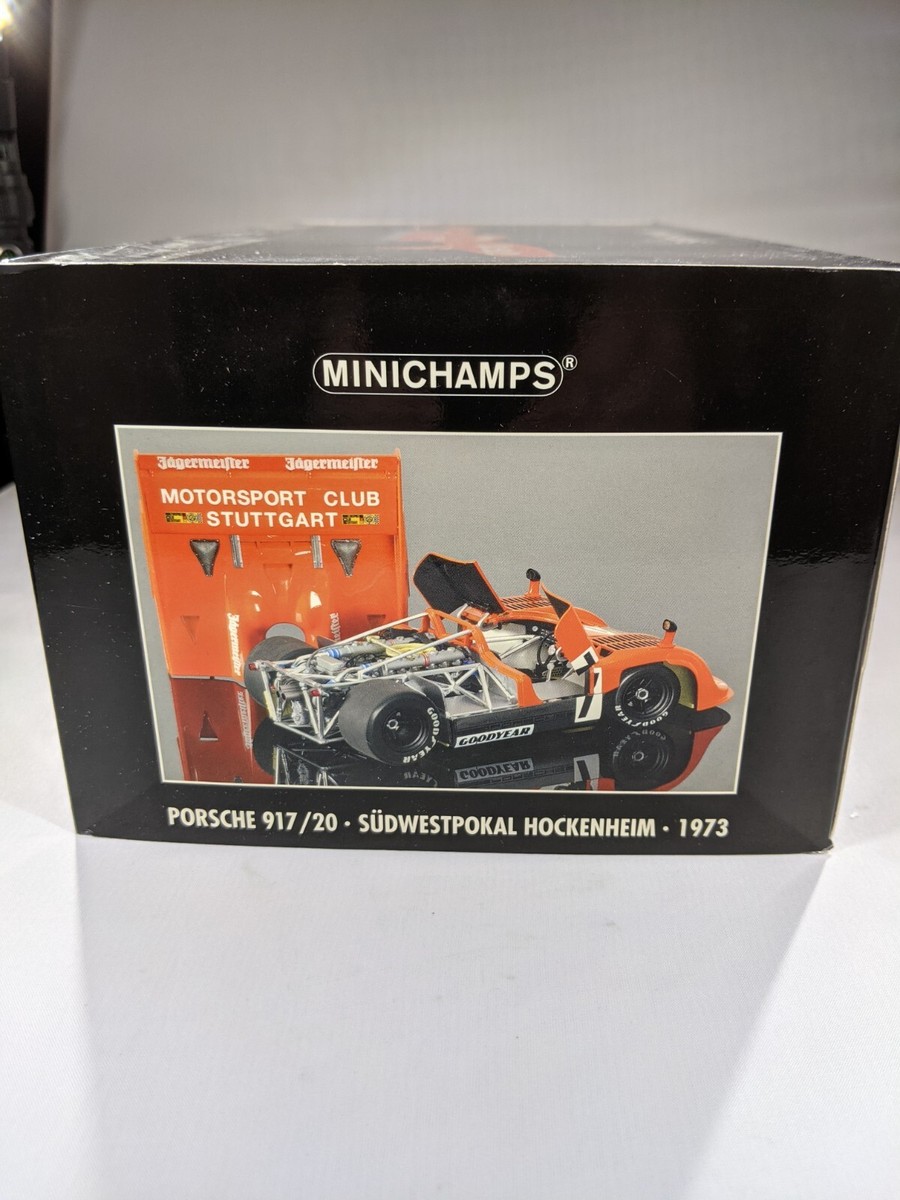 MINICHAMPS®
Jägermeister Jägermeister
MOTORSPORT CLUB
STUTTGART
Jägermeister
GOODYEAR
GOODYEAR
GOODYEAR
PORSCHE 917/20 · SÜDWESTPOKAL HOCKENHEIM · 1973